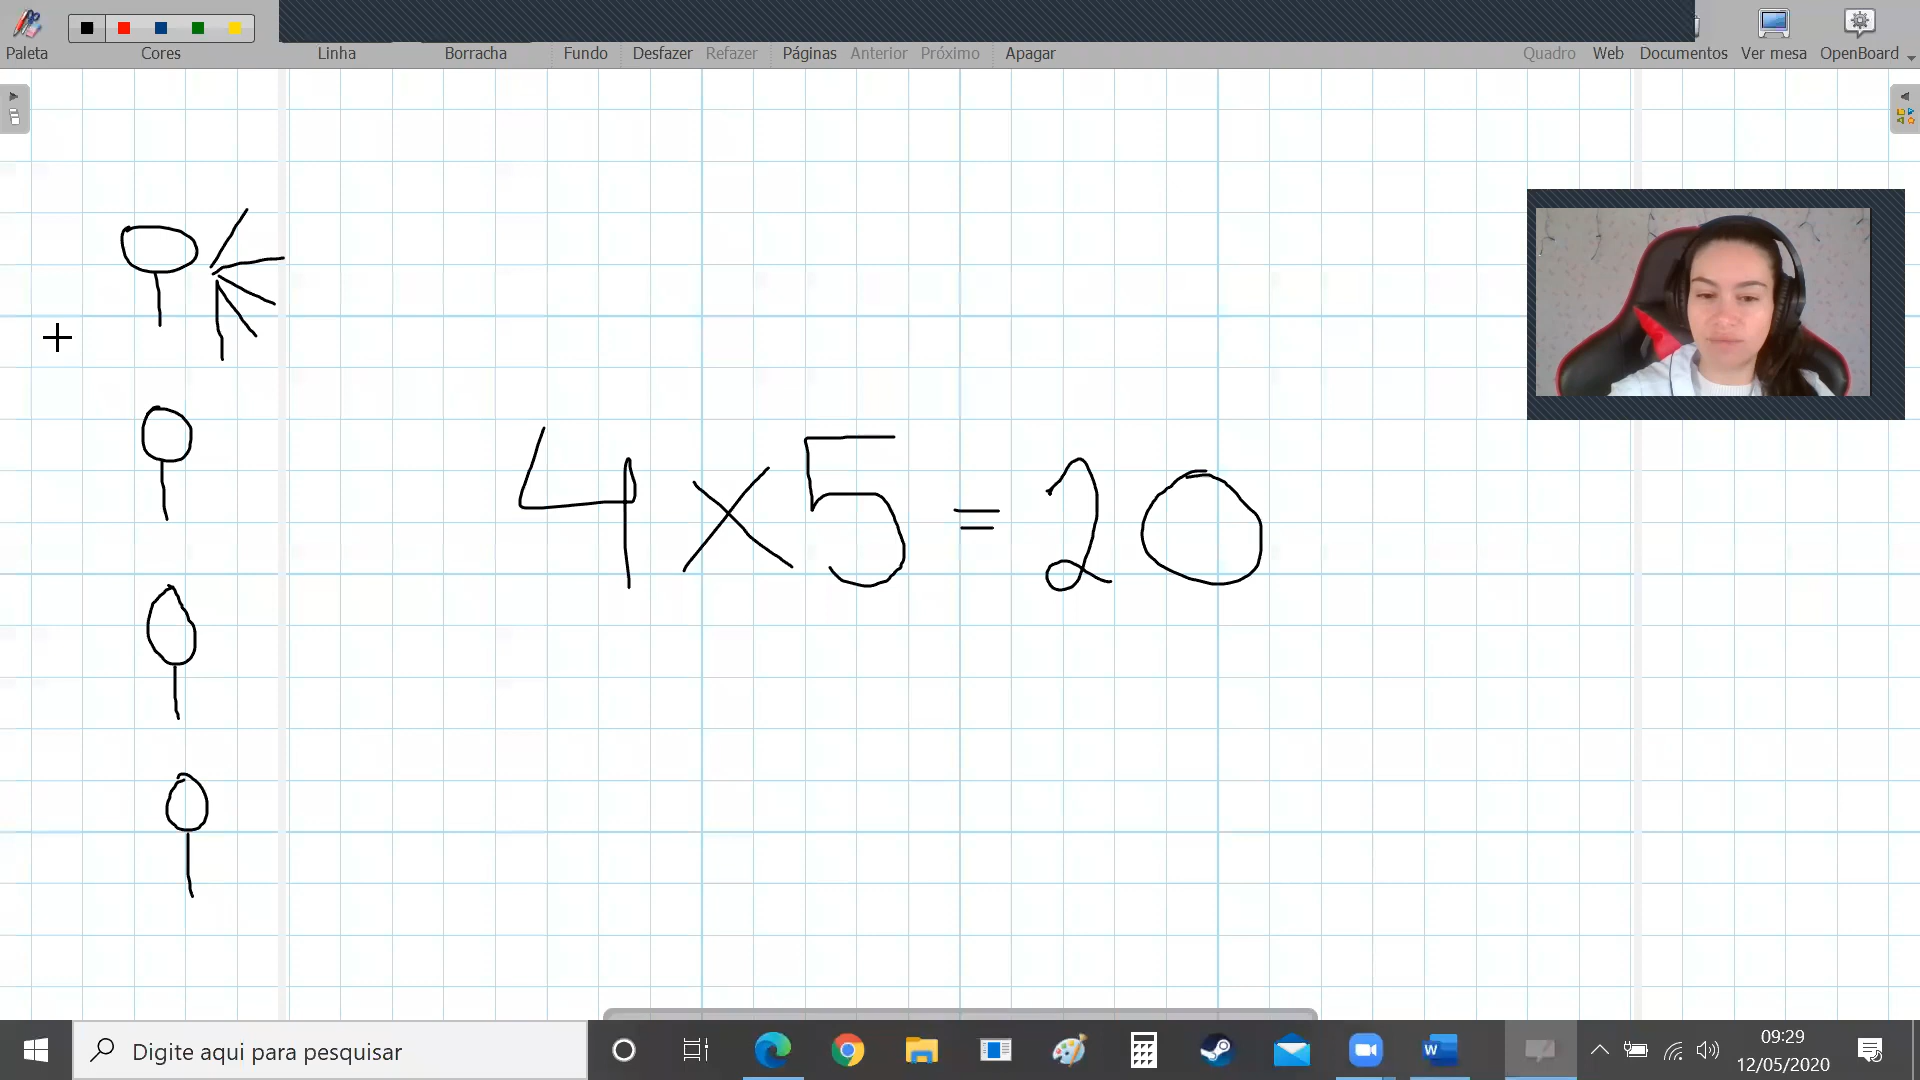 Paleta Cores Linha Borracha Fundo Desfazer Refazer Páginas Anterior Próximo Apagar Quadro Web Documentos Ver mesa OpenBoard
4 x 5 = 20
Digite aqui para pesquisar
09:29
12/05/2020